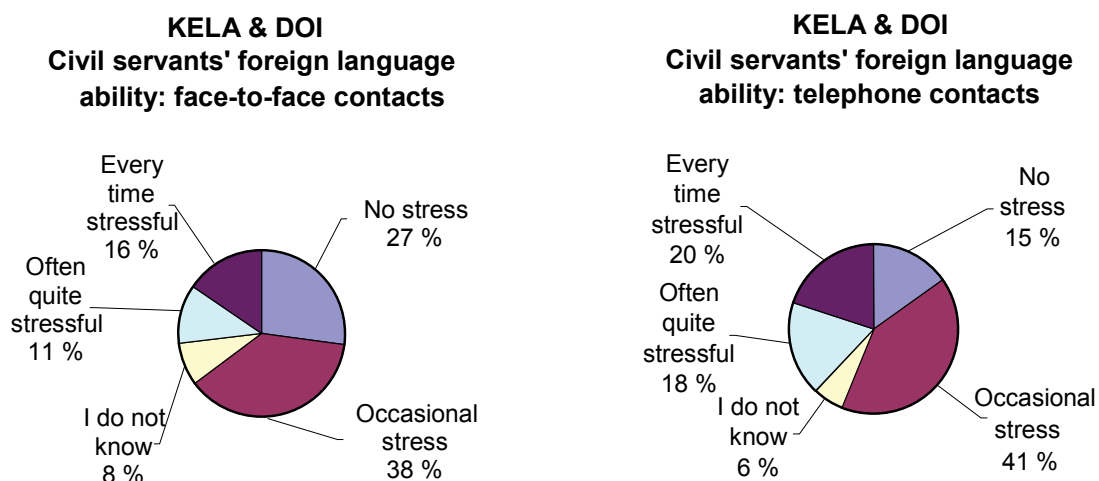 KELA & DOI
Civil servants' foreign language
ability: face-to-face contacts
Every
time
stressful
16 %
No stress
27 %
Often
quite
stressful
11 %
I do not
know
8 %
Occasional
stress
38 %
KELA & DOI
Civil servants' foreign language
ability: telephone contacts
Every
time
stressful
20 %
No
stress
15 %
Often
quite
stressful
18 %
I do not
know
6 %
Occasional
stress
41 %